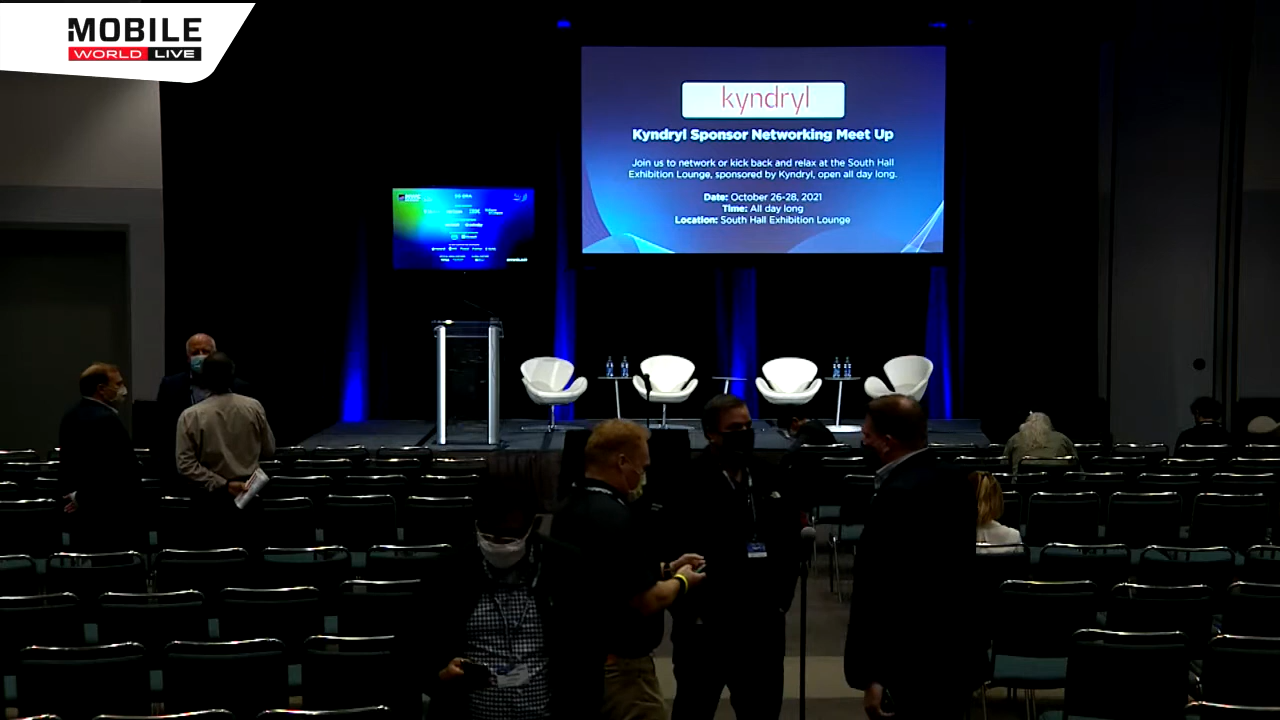 MOBILE
WORLD LIVE
kyndryl
Kyndryl Sponsor Networking Meet Up
Join us to network or kick back and relax at the South Hall
Exhibition Lounge, sponsored by Kyndryl, open all day long.
Date: October 26-28, 2021
Time: All day long
Location: South Hall Exhibition Lounge